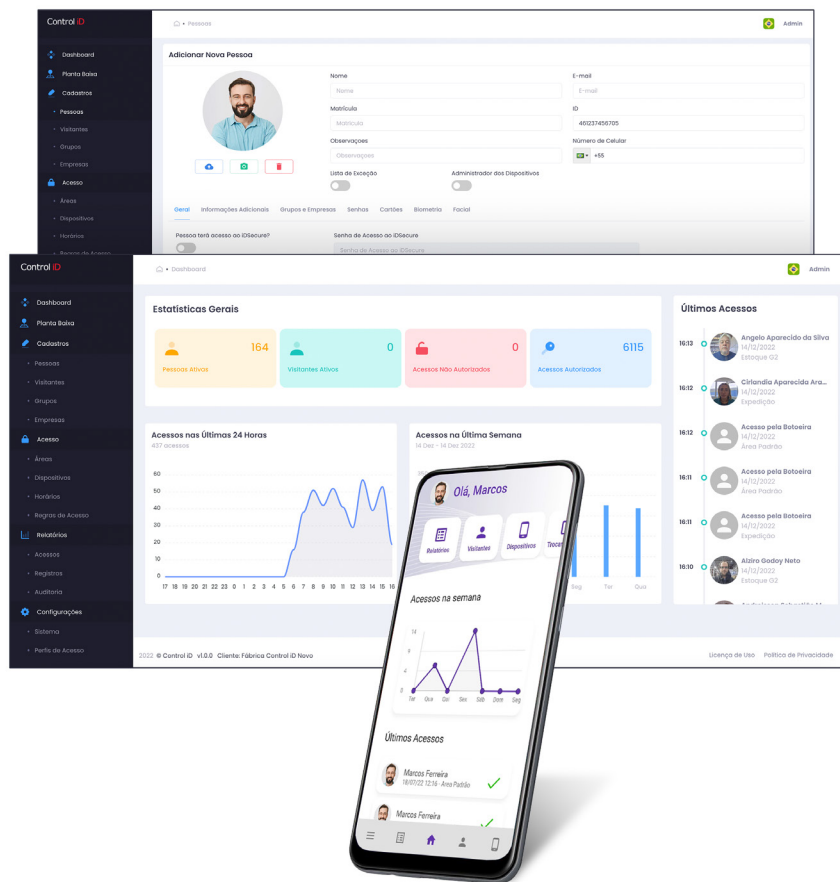 Control iD
Pessoas
Admin
Dashboard
Planta Baixa
Cadastros
Pessoas
Visitantes
Grupos
Empresas
Acesso
Áreas
Dispositivos
Horários
Regras de Acesso
Adicionar Nova Pessoa
Nome
Nome
E-mail
E-mail
Matrícula
Matrícula
ID
461237456705
Observaçoes
Observaçoes
Número de Celular
+55
Lista de Exceção
Administrador dos Dispositivos
Geral Informações Adicionais Grupos e Empresas Senhas Cartões Biometria Facial
Pessoa terá acesso ao iDSecure?
Senha de Acesso ao iDSecure
Senha de Acesso ao iDSecure
Control iD
Dashboard
Admin
Dashboard
Planta Baixa
Cadastros
Pessoas
Visitantes
Grupos
Empresas
Acesso
Áreas
Dispositivos
Horários
Regras de Acesso
Relatórios
Acessos
Registros
Auditoria
Configurações
Sistema
Perfis de Acesso
Estatísticas Gerais
164
Pessoas Ativos
0
Visitantes Ativos
0
Acessos Não Autorizados
6115
Acessos Autorizados
Acessos nas Últimas 24 Horas
437 acessos
60
50
40
30
20
10
0
17 18 19 20 21 22 23 0 1 2 3 4 5 6 7 8 9 10 11 12 13 14 15 16
Acessos na Última Semana
14 Dez - 14 Dez 2022
Seg Ter Qua
Últimos Acessos
16:13
Angelo Aparecido da Silva
14/12/2022
Estoque G2
16:12
Cirlandia Aparecida Ara...
14/12/2022
Expedição
16:12
Acesso pela Botoeira
14/12/2022
Área Padrão
16:11
Acesso pela Botoeira
14/12/2022
Área Padrão
16:11
Acesso pela Botoeira
14/12/2022
Expedição
16:10
Alziro Godoy Neto
14/12/2022
Estoque G2
2022 © Control iD v1.0.0 Cliente: Fábrica Control iD Novo
Licença de Uso Política de Privacidade
Olá, Marcos
Relatórios
Visitantes
Dispositivos
Acessos na semana
14
9
4
0
Ter Qua Qui Sex Sáb Dom Seg
Últimos Acessos
Marcos Ferreira
18/07/22 12:16 - Área Padrão
Marcos Ferreira